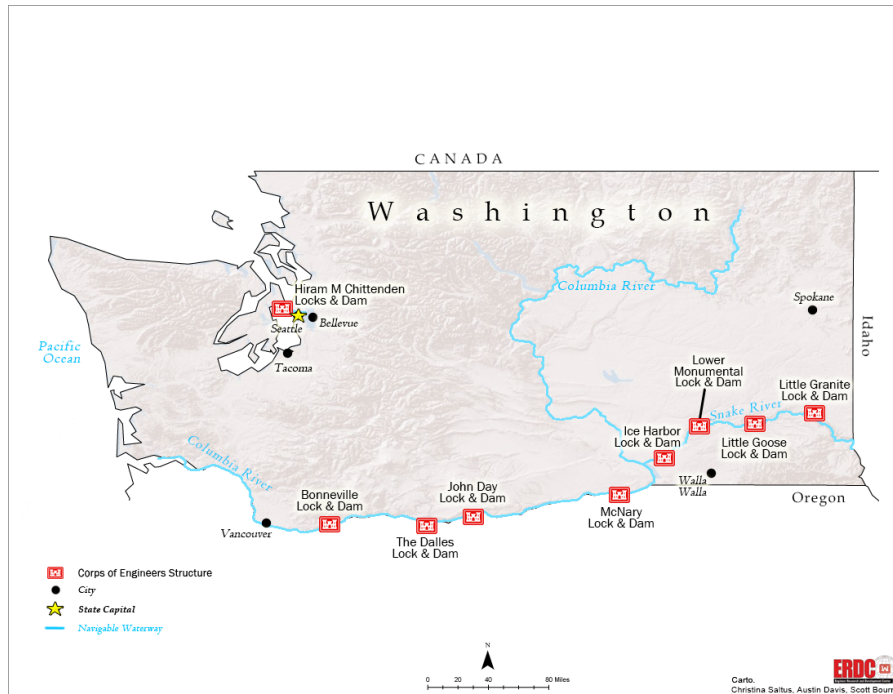 CANADA
Washington
Hiram M Chittenden
Locks & Dam
Seattle
Bellevue
Tacoma
Pacific
Ocean
Columbia River
Spokane
Idaho
Lower
Monumental
Lock & Dam
Little Granite
Lock & Dam
Snake River
Ice Harbor
Lock & Dam
Little Goose
Lock & Dam
Walla
Walla
Oregon
Columbia River
John Day
Lock & Dam
Bonneville
Lock & Dam
McNary
Lock & Dam
Vancouver
The Dalles
Lock & Dam
Corps of Engineers Structure
City
State Capital
Navigable Waterway
N
0 20 40 80 Miles
ERDC
Carto.
Christina Saltus, Austin Davis, Scott Bour